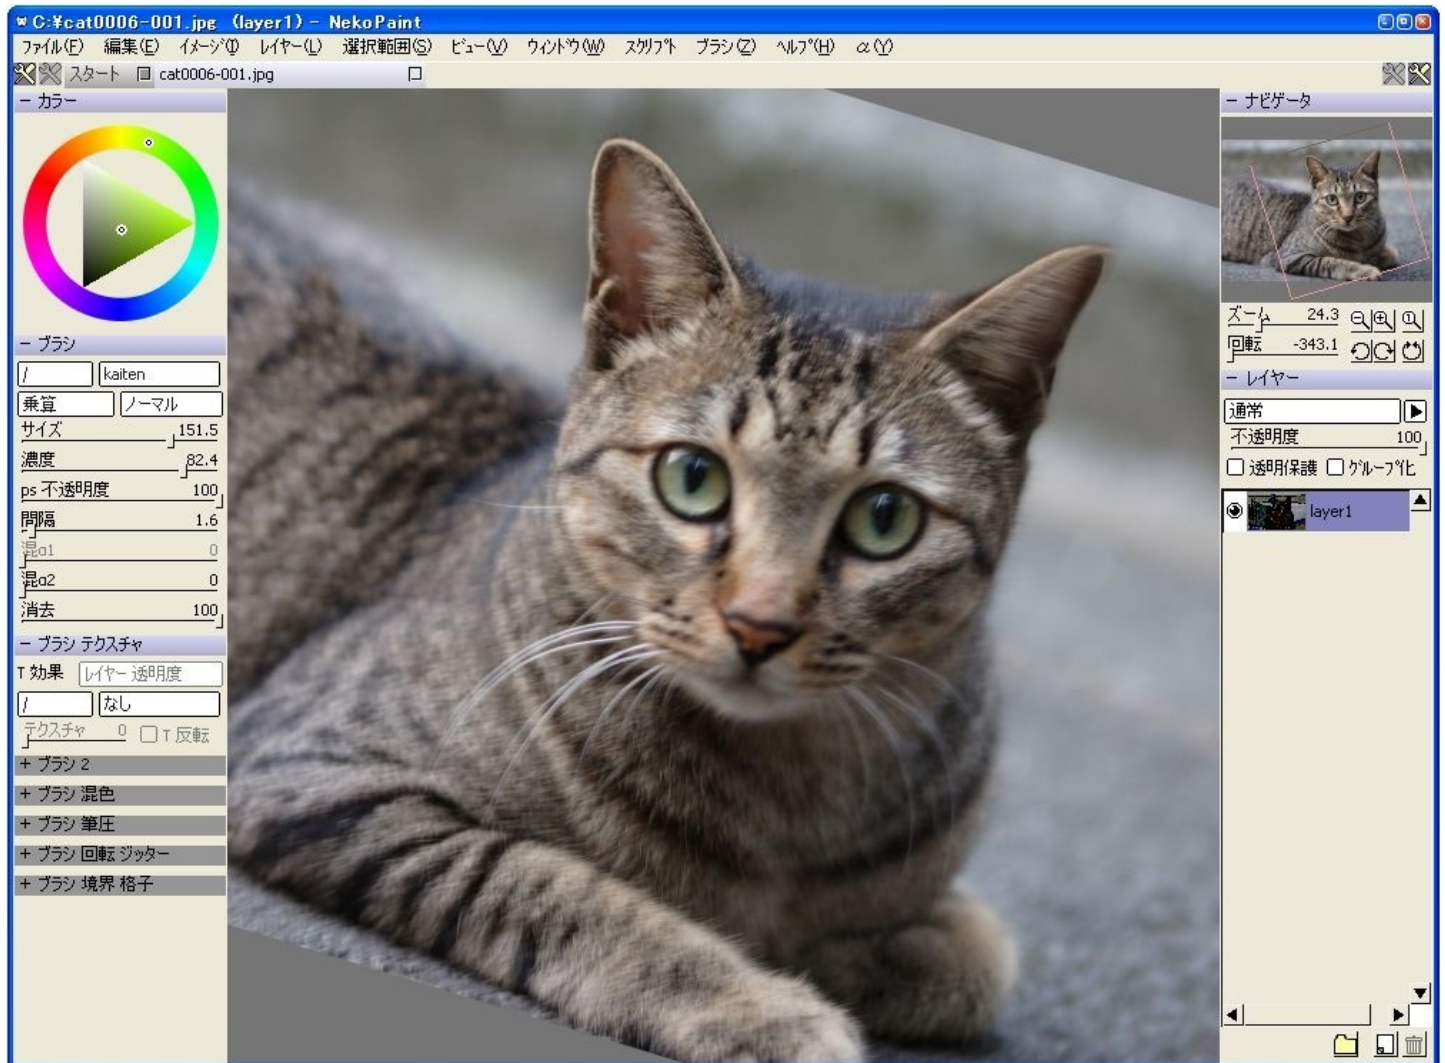 C:¥cat0006-001.jpg (layer1) - NekoPaint
ファイル(F) 編集(E) イメージ(I) レイヤー(L) 選択範囲(S) ビュー(V) ウィンドウ(W) スクリプト ブラシ(Z) ヘルプ(H) α(Y)
スタート cat0006-001.jpg
- カラー
- ブラシ
/ kaiten
乗算 ノーマル
サイズ 151.5
濃度 82.4
ps 不透明度 100
間隔 1.6
混α1 0
混α2 0
消去 100
- ブラシ テクスチャ
T 効果 レイヤー 透明度
/ なし
テクスチャ 0 T 反転
+ ブラシ 2
+ ブラシ 混色
+ ブラシ 筆圧
+ ブラシ 回転 ジッター
+ ブラシ 境界 格子
- ナビゲータ
ズーム 24.3
回転 -343.1
- レイヤー
通常
不透明度 100
透明保護 グループ化
layer1